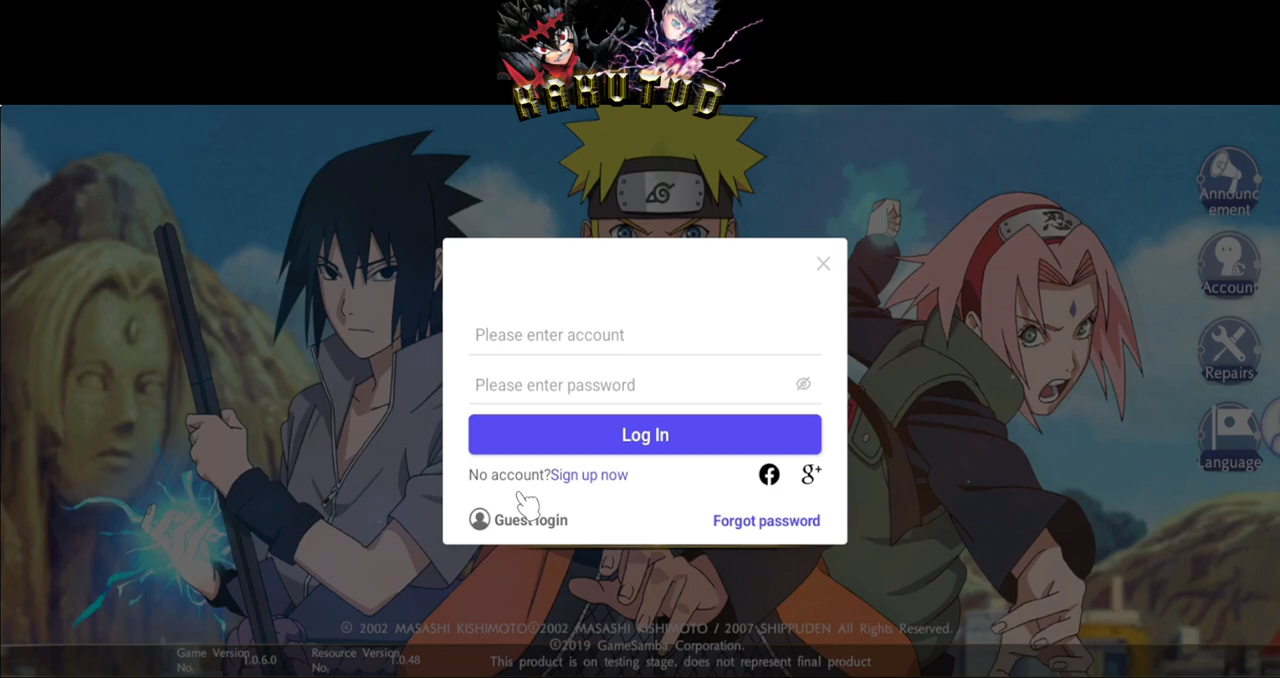 KAKUTUD
Announc
ement
Account
Repairs
Language
Please enter account
Please enter password
Log In
No account?Sign up now
g+
Guest login
Forgot password
© 2002 MASASHI KISHIMOTO©2002 MASASHI KISHIMOTO / 2007 SHIPPUDEN All Rights Reserved.
©2019 GameSamba Corporation.
Game Version No. 1.0.6.0
Resource Version No. 1.0.48
This product is on testing stage, does not represent final product